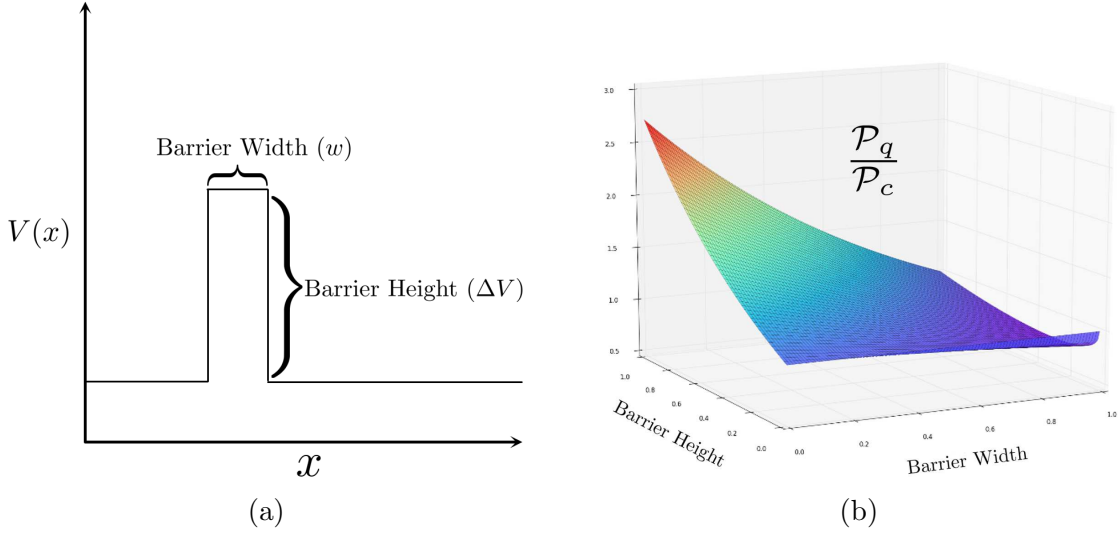 Barrier Width (w)
V(x)
Barrier Height (ΔV)
x
(a)
3.0
2.5
2.0
1.5
1.0
0.5
𝒫q
𝒫c
1.0
0.8
0.6
0.4
0.2
0.0
Barrier Height
0.0
0.2
0.4
0.6
0.8
1.0
Barrier Width
(b)